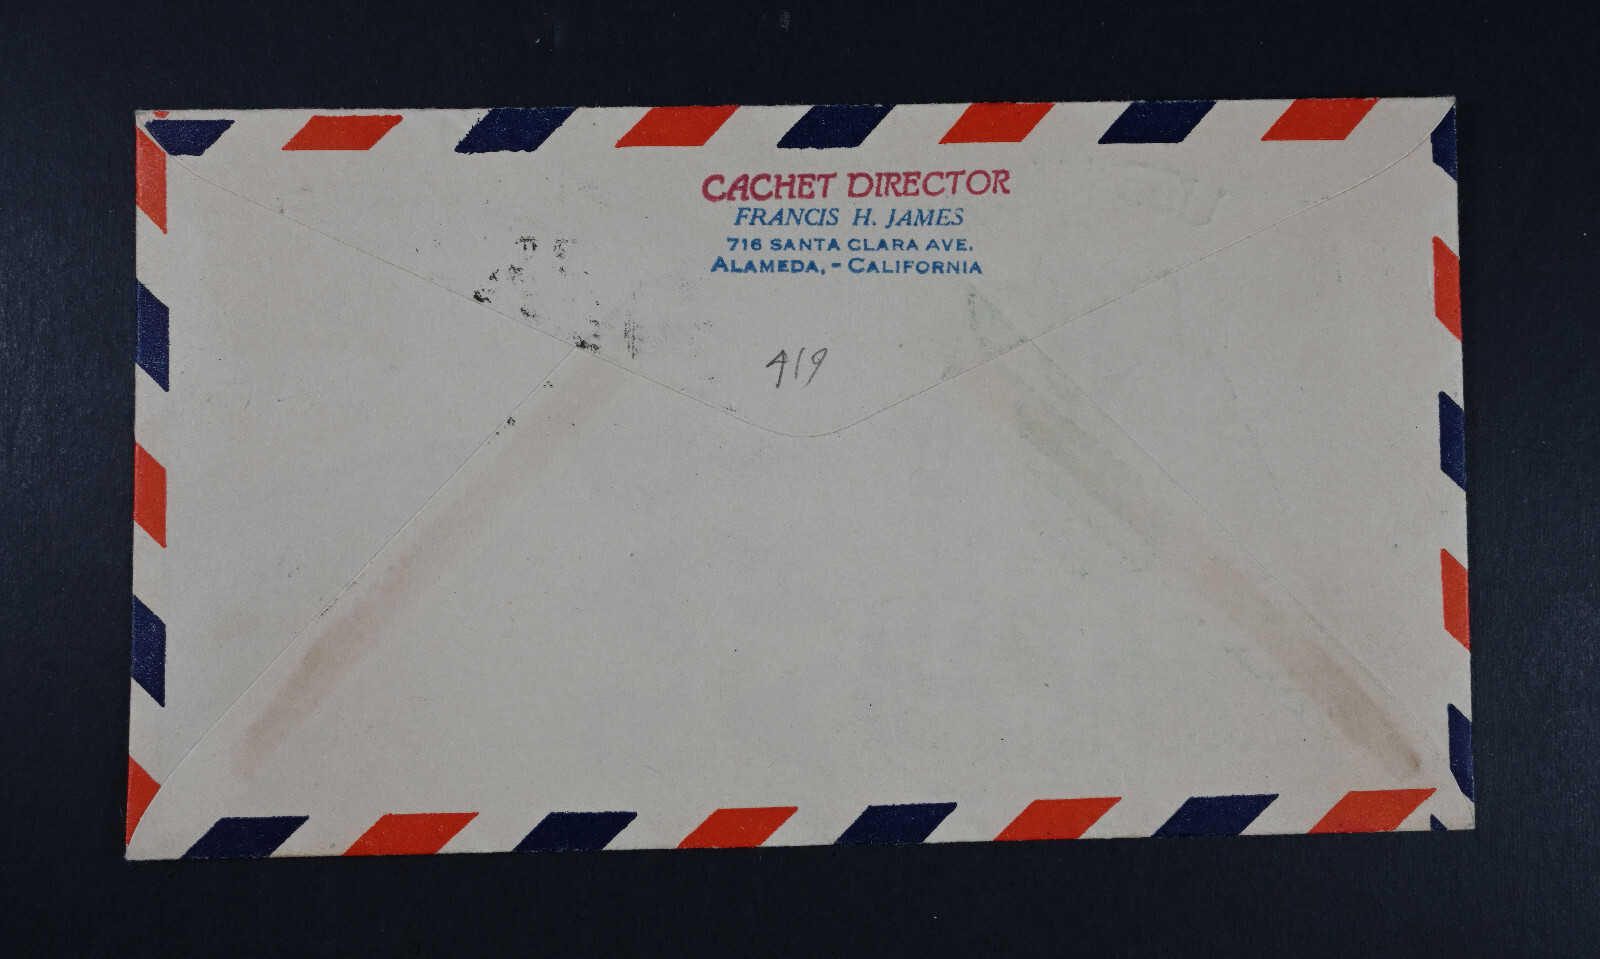 CACHET DIRECTOR
FRANCIS H. JAMES
716 SANTA CLARA AVE.
ALAMEDA, - CALIFORNIA
419